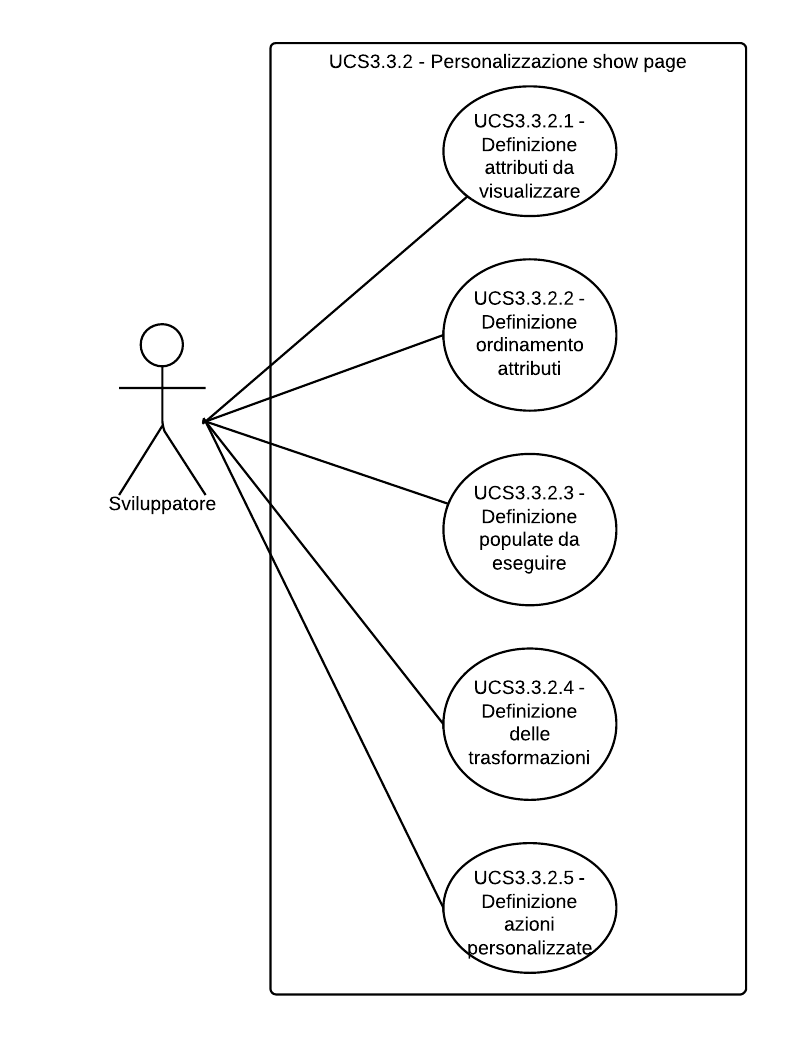 UCS3.3.2 - Personalizzazione show page
UCS3.3.2.1 -
Definizione
attributi da
visualizzare
UCS3.3.2.2 -
Definizione
ordinamento
attributi
Sviluppatore
UCS3.3.2.3 -
Definizione
populate da
eseguire
UCS3.3.2.4 -
Definizione
delle
trasformazioni
UCS3.3.2.5 -
Definizione
azioni
personalizzate